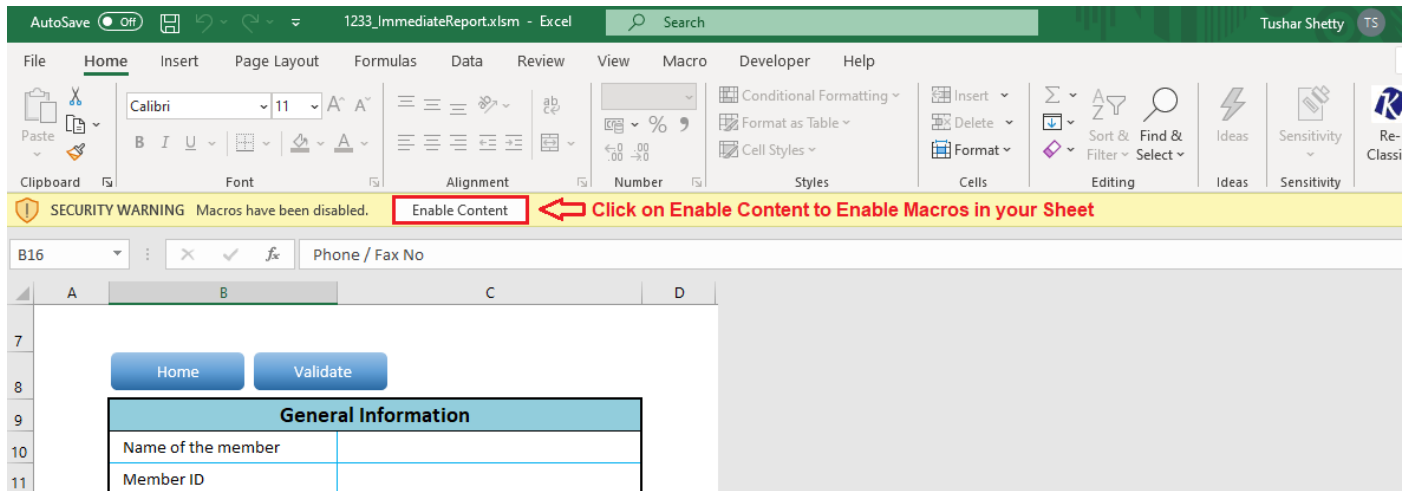 AutoSave Off 1233_ImmediateReport.xlsm - Excel Search Tushar Shetty TS
File Home Insert Page Layout Formulas Data Review View Macro Developer Help
Calibri 11 A^ A˅ ab Conditional Formatting Insert Σ A
Paste B I U A % 9 Format as Table Delete Z Sort & Find & Ideas Sensitivity Re-
Cell Styles Format Filter Select Classi
Clipboard Font Alignment Number Styles Cells Editing Ideas Sensitivity
SECURITY WARNING Macros have been disabled. Enable Content Click on Enable Content to Enable Macros in your Sheet
B16 fx Phone / Fax No
A B C D
7
8 Home Validate
9 General Information
10 Name of the member
11 Member ID